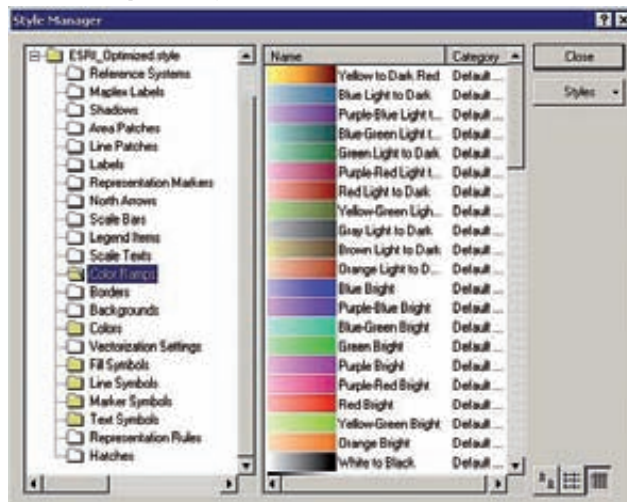 Style Manager
ESRI_Optimized.style
Reference Systems
Maplex Labels
Shadows
Area Patches
Line Patches
Labels
Representation Markers
North Arrows
Scale Bars
Legend Items
Scale Texts
Color Ramps
Borders
Backgrounds
Colors
Vectorization Settings
Fill Symbols
Line Symbols
Marker Symbols
Text Symbols
Representation Rules
Hatches
Name Category
Yellow to Dark Red Default ...
Blue Light to Dark Default ...
Purple-Blue Light t... Default ...
Blue-Green Light t... Default ...
Green Light to Dark Default ...
Purple-Red Light t... Default ...
Red Light to Dark Default ...
Yellow-Green Ligh... Default ...
Gray Light to Dark Default ...
Brown Light to Dark Default ...
Orange Light to D... Default ...
Blue Bright Default ...
Purple-Blue Bright Default ...
Blue-Green Bright Default ...
Green Bright Default ...
Purple Bright Default ...
Purple-Red Bright Default ...
Red Bright Default ...
Yellow-Green Bright Default ...
Orange Bright Default ...
White to Black Default ...
Close
Styles